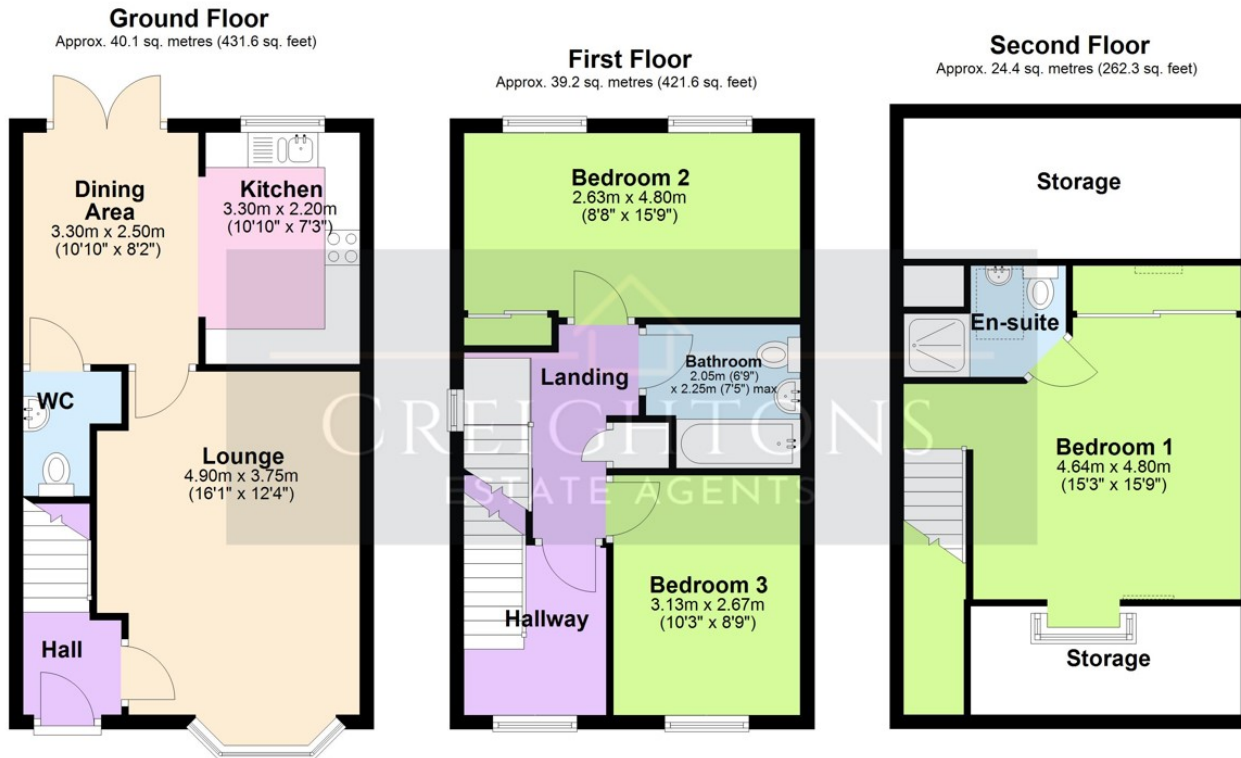 Ground Floor
Approx. 40.1 sq. metres (431.6 sq. feet)
Dining
Area
3.30m x 2.50m
(10'10" x 8'2")
Kitchen
3.30m x 2.20m
(10'10" x 7'3")
WC
Lounge
4.90m x 3.75m
(16'1" x 12'4")
Hall
First Floor
Approx. 39.2 sq. metres (421.6 sq. feet)
Bedroom 2
2.63m x 4.80m
(8'8" x 15'9")
Landing
Bathroom
2.05m (6'9")
x 2.25m (7'5") max
Bedroom 3
3.13m x 2.67m
(10'3" x 8'9")
Hallway
Second Floor
Approx. 24.4 sq. metres (262.3 sq. feet)
Storage
En-suite
Bedroom 1
4.64m x 4.80m
(15'3" x 15'9")
Storage
CREIGHTONS
ESTATE AGENTS